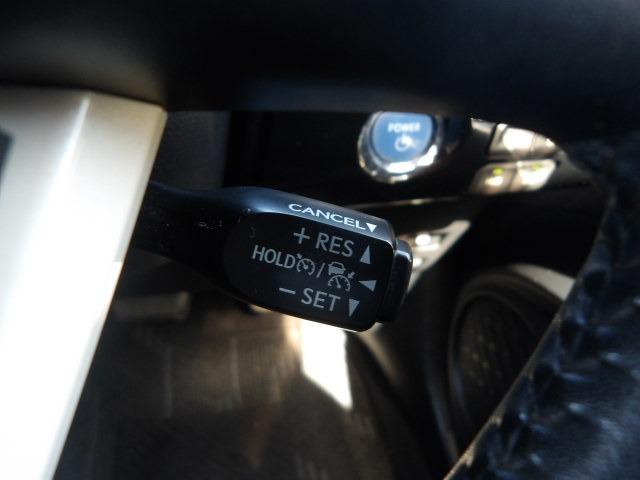 POWER
CANCEL▼
+ RES ▲
HOLD / ◀
− SET ▼